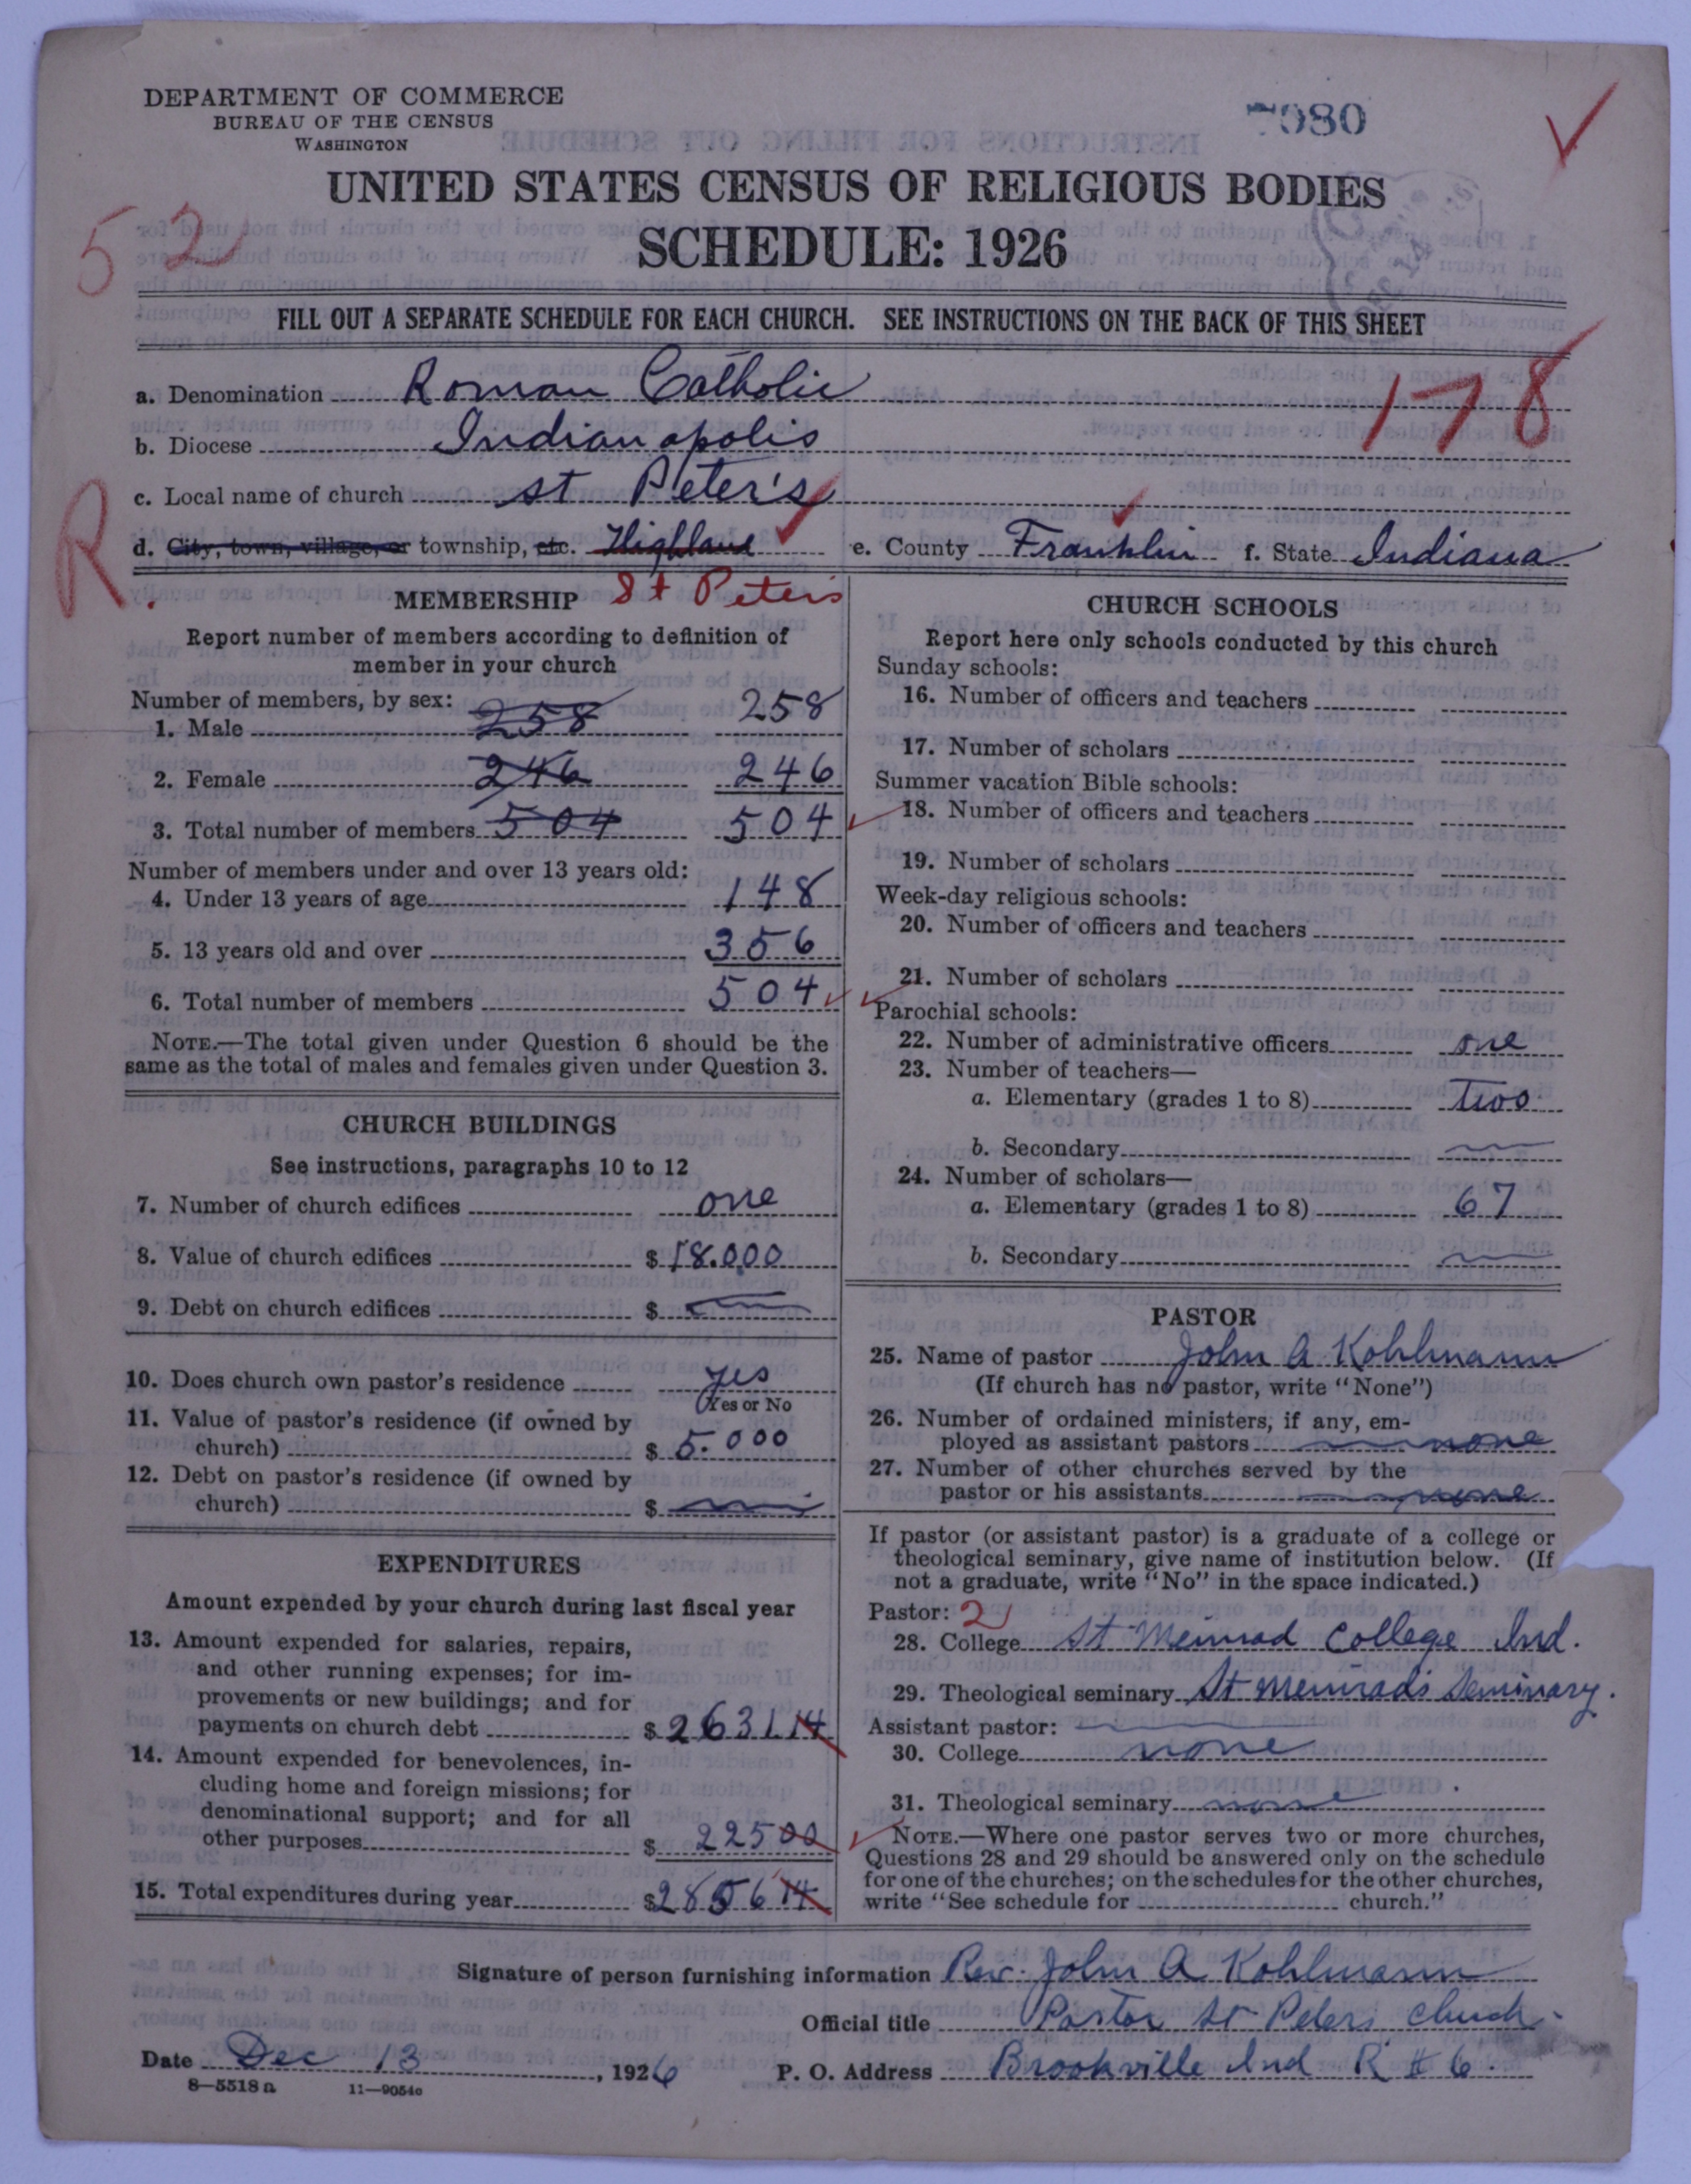 DEPARTMENT OF COMMERCE
BUREAU OF THE CENSUS
WASHINGTON
7980
UNITED STATES CENSUS OF RELIGIOUS BODIES
52
SCHEDULE: 1926
FILL OUT A SEPARATE SCHEDULE FOR EACH CHURCH. SEE INSTRUCTIONS ON THE BACK OF THIS SHEET
178
a. Denomination Roman Catholic
b. Diocese Indianapolis
c. Local name of church st Peter's
R.
d. City, town, village, or township, etc. Highland e. County Franklin f. State Indiana
St Peters
MEMBERSHIP
Report number of members according to definition of
member in your church
Number of members, by sex:
1. Male 258 258
2. Female 246 246
3. Total number of members 504 504
Number of members under and over 13 years old:
4. Under 13 years of age 148
5. 13 years old and over 356
6. Total number of members 504
NOTE.—The total given under Question 6 should be the
same as the total of males and females given under Question 3.
CHURCH BUILDINGS
See instructions, paragraphs 10 to 12
7. Number of church edifices one
8. Value of church edifices $ 18.000
9. Debt on church edifices $ —
10. Does church own pastor's residence yes
Yes or No
11. Value of pastor's residence (if owned by
church) $ 5.000
12. Debt on pastor's residence (if owned by
church) $ —
EXPENDITURES
Amount expended by your church during last fiscal year
13. Amount expended for salaries, repairs,
and other running expenses; for im-
provements or new buildings; and for
payments on church debt $ 2631.14
14. Amount expended for benevolences, in-
cluding home and foreign missions; for
denominational support; and for all
other purposes $ 22500
15. Total expenditures during year $ 2856 14
CHURCH SCHOOLS
Report here only schools conducted by this church
Sunday schools:
16. Number of officers and teachers
17. Number of scholars
Summer vacation Bible schools:
18. Number of officers and teachers
19. Number of scholars
Week-day religious schools:
20. Number of officers and teachers
21. Number of scholars
Parochial schools:
22. Number of administrative officers one
23. Number of teachers—
a. Elementary (grades 1 to 8) two
b. Secondary —
24. Number of scholars—
a. Elementary (grades 1 to 8) 67
b. Secondary —
PASTOR
25. Name of pastor John A Kohlmann
(If church has no pastor, write "None")
26. Number of ordained ministers, if any, em-
ployed as assistant pastors none
27. Number of other churches served by the
pastor or his assistants none
If pastor (or assistant pastor) is a graduate of a college or
theological seminary, give name of institution below. (If
not a graduate, write "No" in the space indicated.)
Pastor: 2
28. College St Meinrad College Ind.
29. Theological seminary St Meinrads Seminary.
Assistant pastor: —
30. College none
31. Theological seminary none
NOTE.—Where one pastor serves two or more churches,
Questions 28 and 29 should be answered only on the schedule
for one of the churches; on the schedules for the other churches,
write "See schedule for church."
Signature of person furnishing information Rev. John A Kohlmann
Official title Pastor St Peters Church
Date Dec 13, 1926 P. O. Address Brookville Ind R # 6.
8—5518 a 11—9054c